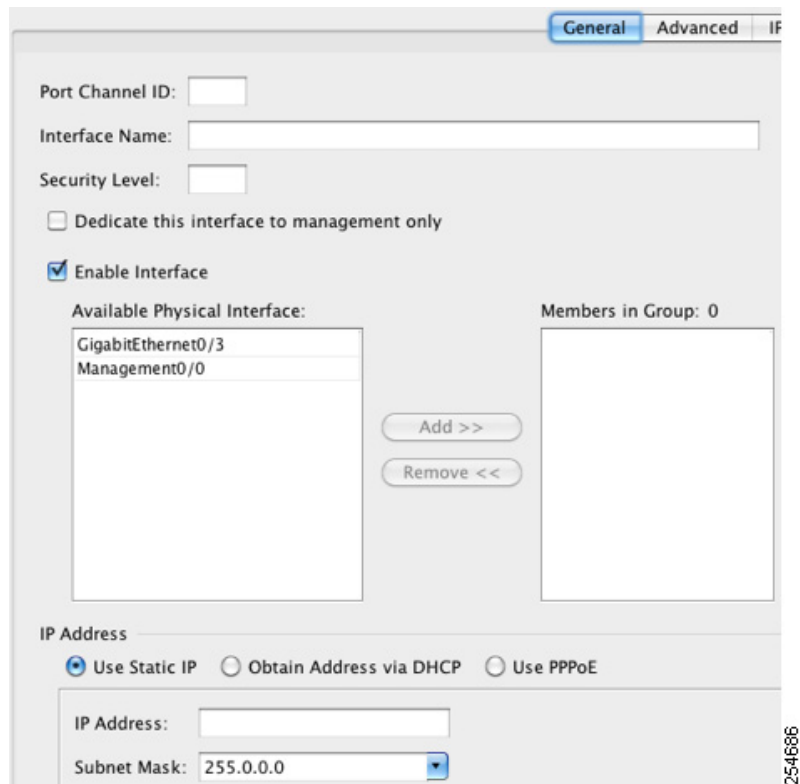 General Advanced IP
Port Channel ID:
Interface Name:
Security Level:
Dedicate this interface to management only
Enable Interface
Available Physical Interface: Members in Group: 0
GigabitEthernet0/3
Management0/0
Add >>
Remove <<
IP Address
Use Static IP Obtain Address via DHCP Use PPPoE
IP Address:
Subnet Mask: 255.0.0.0
254686